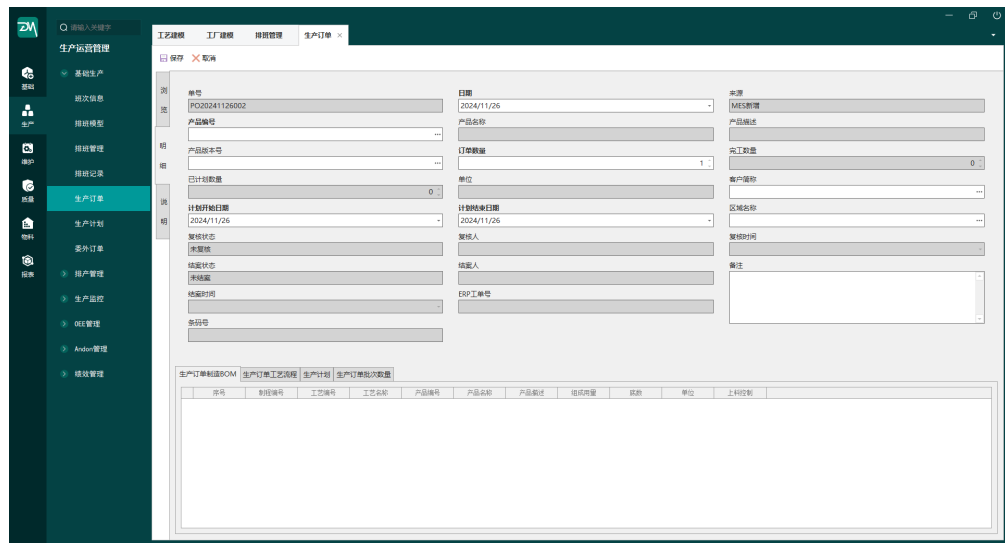 DM
请输入关键字
生产运营管理
基础
生产
维护
质量
物料
报表
基础生产
班次信息
排班模型
排班管理
排班记录
生产订单
生产计划
委外订单
排产管理
生产监控
OEE管理
Andon管理
绩效管理
工艺建模 工厂建模 排班管理 生产订单 ×
保存 取消
浏览
明细
说明
单号 日期 来源
PO20241126002 2024/11/26 MES新增
产品编号 产品名称 产品描述
产品版本号 订单数量 完工数量
1 0
已计划数量 单位 客户简称
0
计划开始日期 计划结束日期 区域名称
2024/11/26 2024/11/26
复核状态 复核人 复核时间
未复核
结案状态 结案人 备注
未结案
结案时间 ERP工单号
条码号
生产订单制造BOM 生产订单工艺流程 生产计划 生产订单批次数量
序号 制程编号 工艺编号 工艺名称 产品编号 产品名称 产品描述 组成用量 底数 单位 上料控制